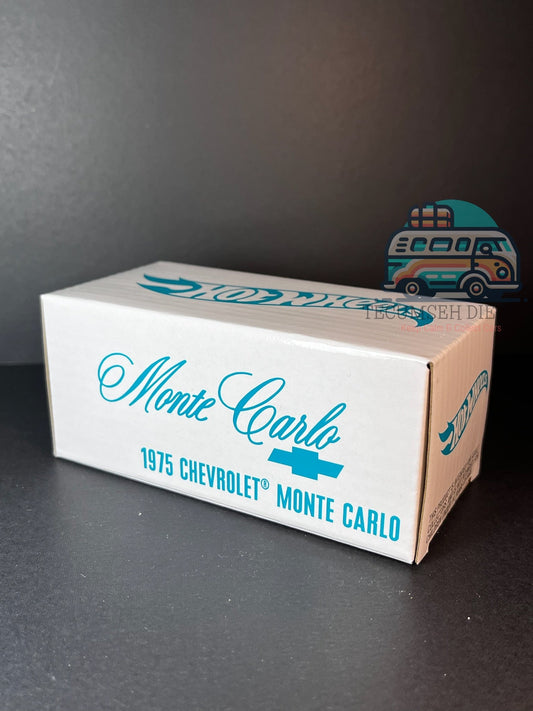 HOT WHEELS
TECUMSEH DIE
Monte Carlo
1975 CHEVROLET® MONTE CARLO
HOT WHEELS